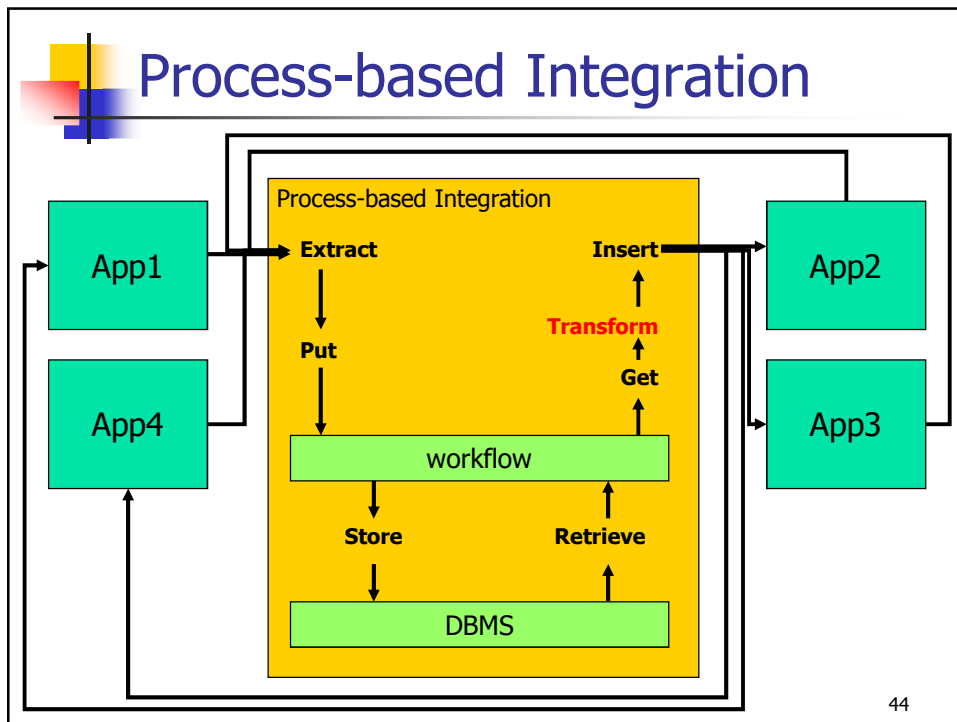 Process-based Integration
Process-based Integration
App1
Extract
Insert
App2
Transform
Put
Get
App4
App3
workflow
Store
Retrieve
DBMS
44